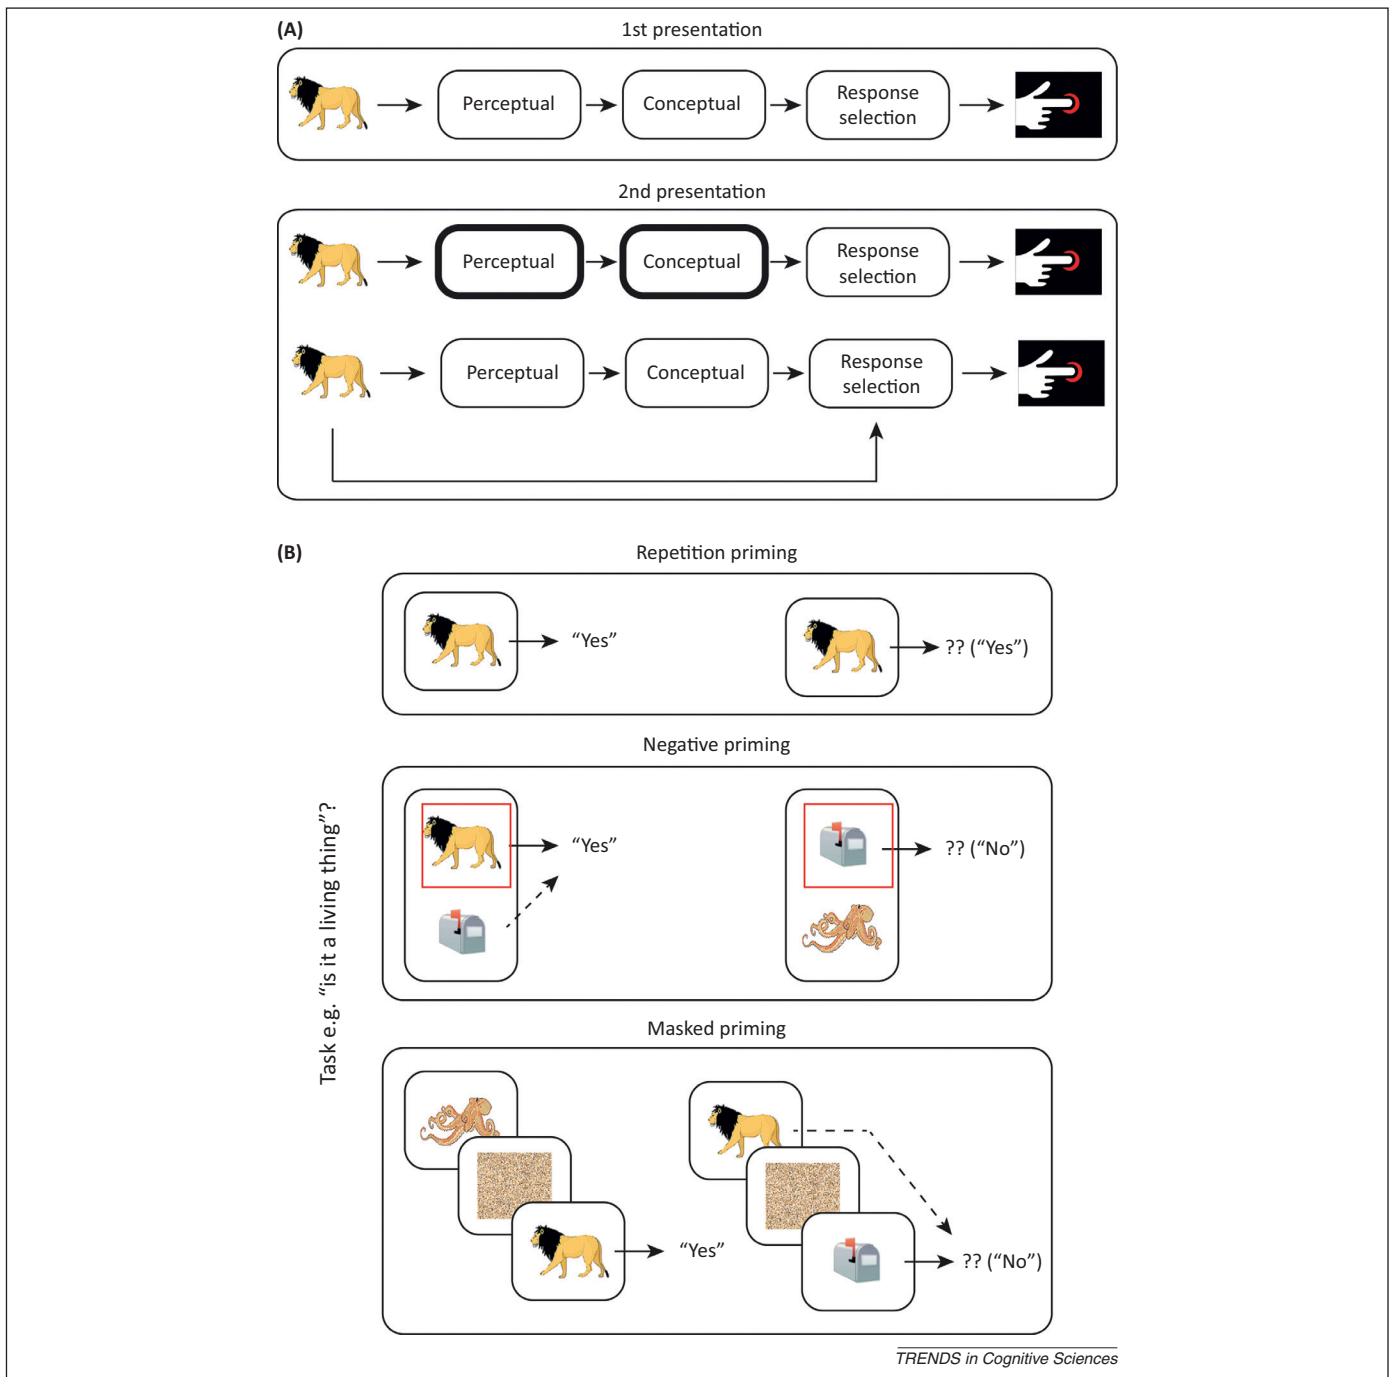 (A)
1st presentation
Perceptual
Conceptual
Response
selection
2nd presentation
Perceptual
Conceptual
Response
selection
Perceptual
Conceptual
Response
selection
(B)
Repetition priming
“Yes”
?? (“Yes”)
Negative priming
Task e.g. “is it a living thing”?
“Yes”
?? (“No”)
Masked priming
“Yes”
?? (“No”)
TRENDS in Cognitive Sciences